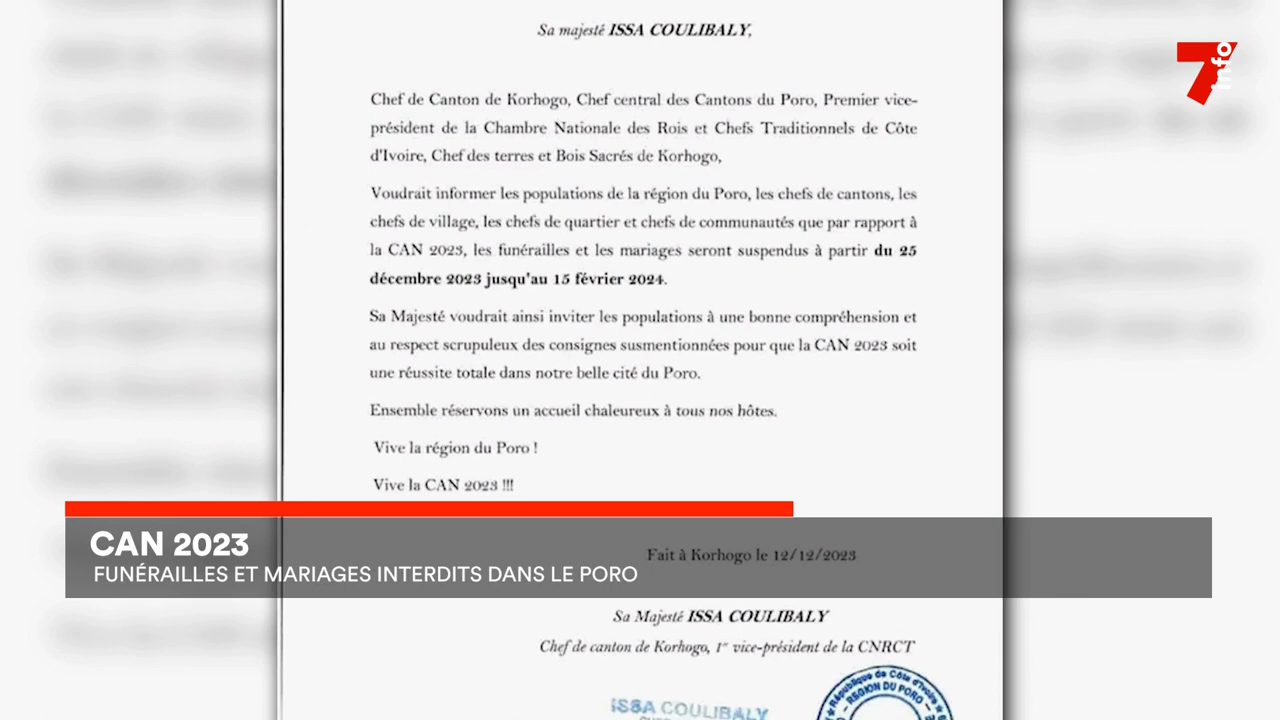 Sa majesté ISSA COULIBALY,
7info
Chef de Canton de Korhogo, Chef central des Cantons du Poro, Premier vice-
président de la Chambre Nationale des Rois et Chefs Traditionnels de Côte
d'Ivoire, Chef des terres et Bois Sacrés de Korhogo,
Voudrait informer les populations de la région du Poro, les chefs de cantons, les
chefs de village, les chefs de quartier et chefs de communautés que par rapport à
la CAN 2023, les funérailles et les mariages seront suspendus à partir du 25
décembre 2023 jusqu'au 15 février 2024.
Sa Majesté voudrait ainsi inviter les populations à une bonne compréhension et
au respect scrupuleux des consignes susmentionnées pour que la CAN 2023 soit
une réussite totale dans notre belle cité du Poro.
Ensemble réservons un accueil chaleureux à tous nos hôtes.
Vive la région du Poro !
Vive la CAN 2023 !!!
CAN 2023
FUNÉRAILLES ET MARIAGES INTERDITS DANS LE PORO
Fait à Korhogo le 12/12/2023
Sa Majesté ISSA COULIBALY
Chef de canton de Korhogo, 1er vice-président de la CNRCT
ISSA COULIBALY
République de Côte d'Ivoire
REGION DU PORO